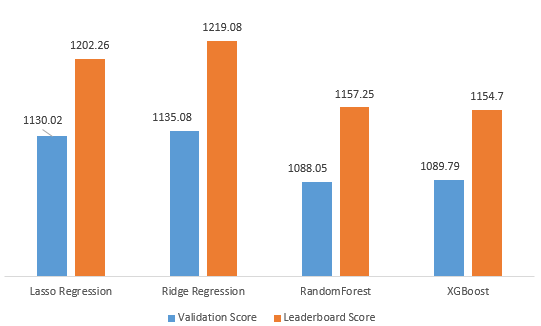 1219.08
1202.26
1157.25
1154.7
1130.02
1135.08
1088.05
1089.79
Lasso Regression
Ridge Regression
RandomForest
XGBoost
Validation Score
Leaderboard Score